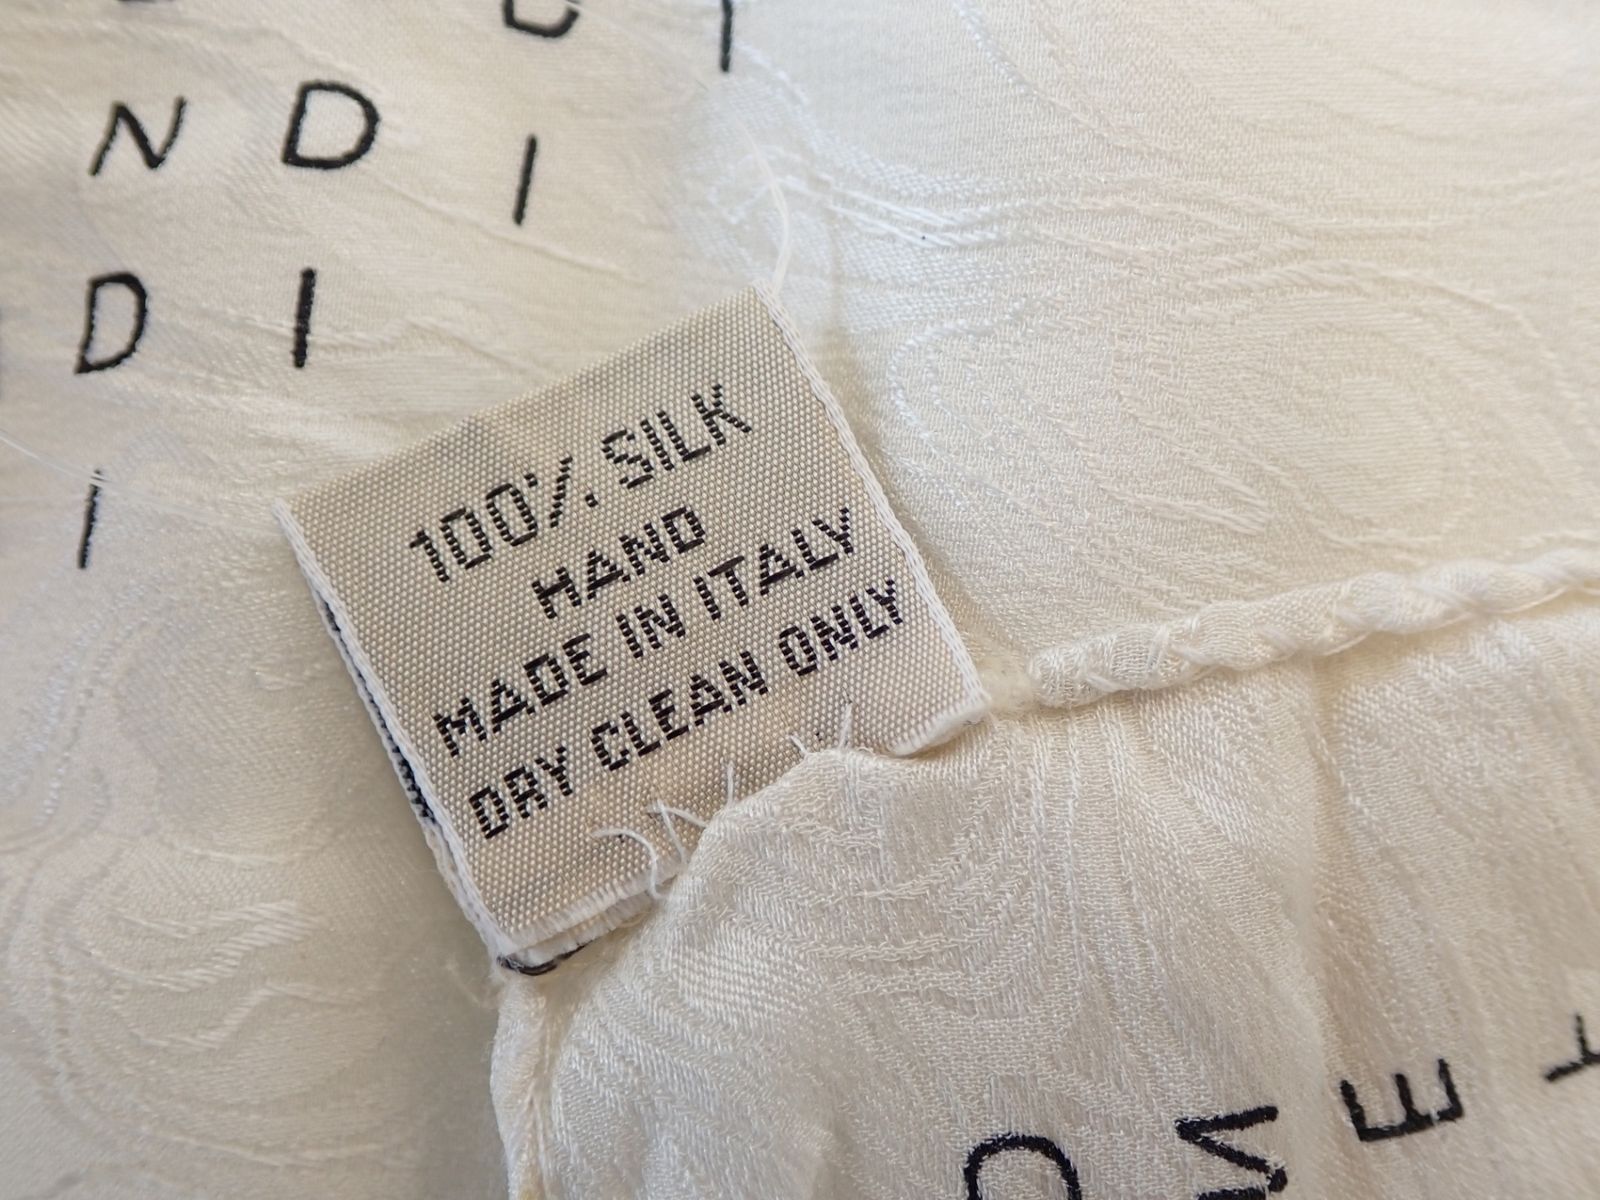 D I
N D I
D I
I
100% SILK
HAND
MADE IN ITALY
DRY CLEAN ONLY
O M E T